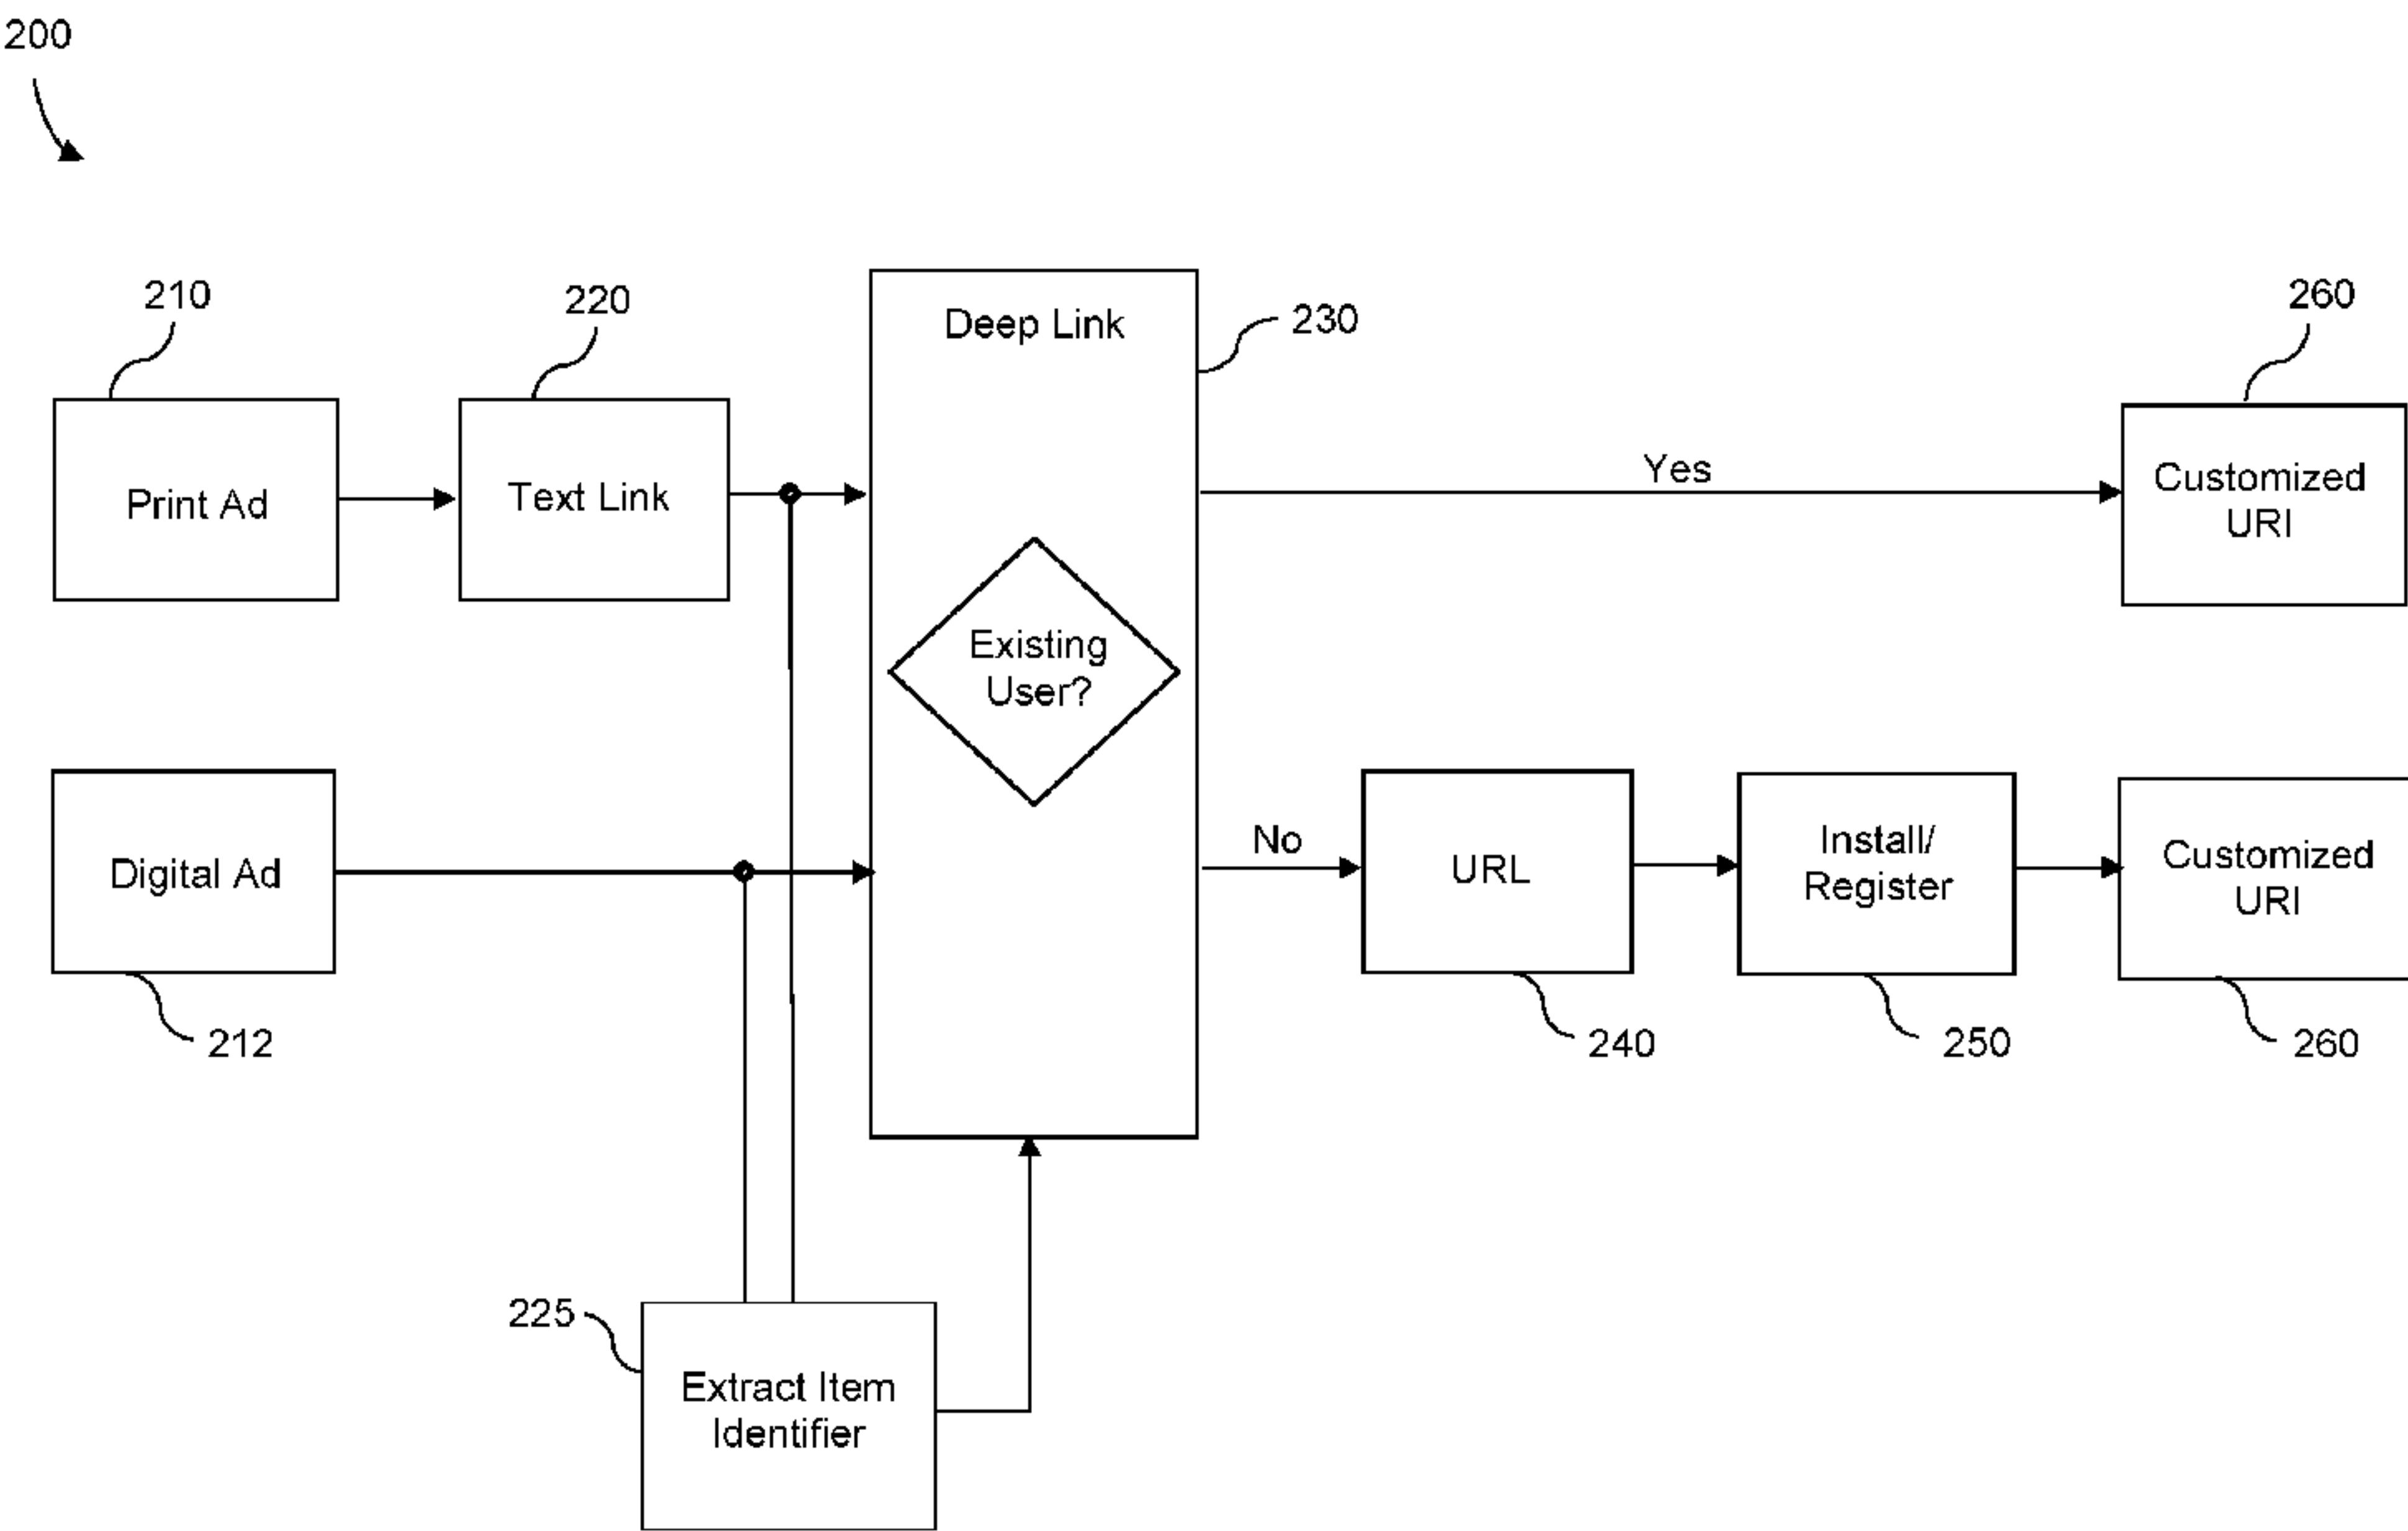 200
210
220
230
260
Print Ad
Text Link
Deep Link
Yes
Customized
URI
Existing
User?
Digital Ad
No
URL
Install/
Register
Customized
URI
212
240
250
260
225
Extract Item
Identifier